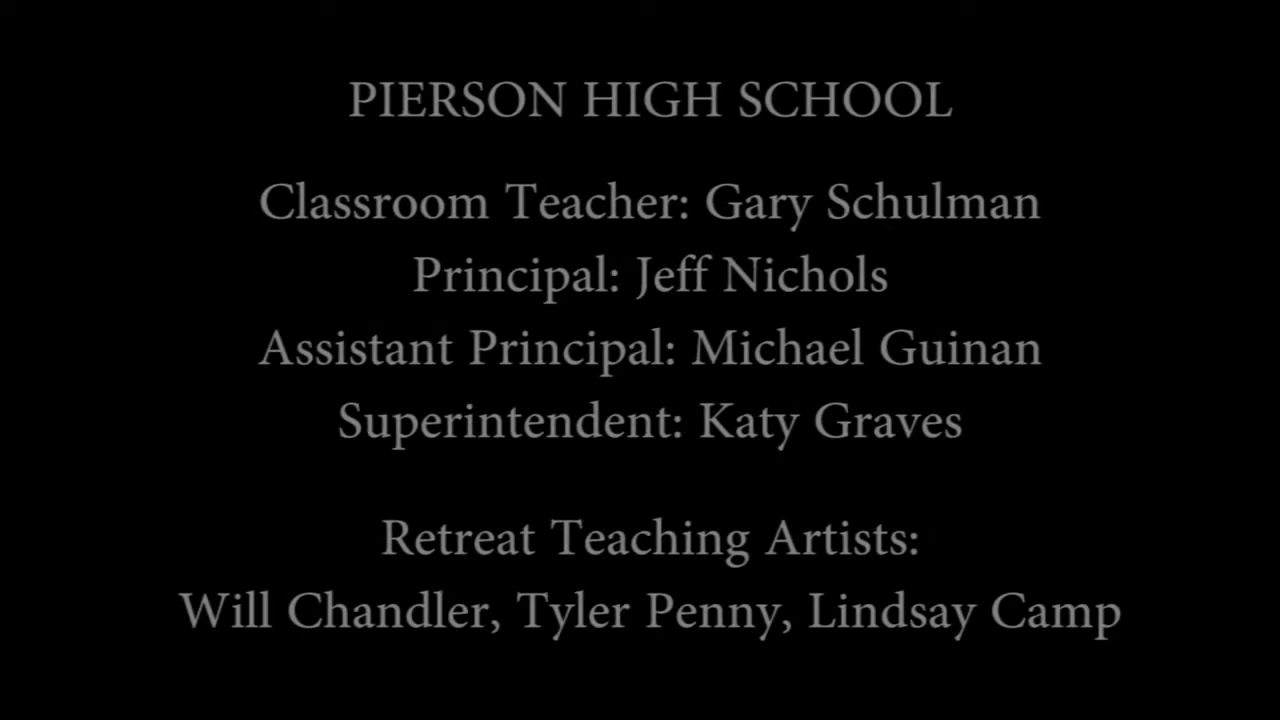 PIERSON HIGH SCHOOL
Classroom Teacher: Gary Schulman
Principal: Jeff Nichols
Assistant Principal: Michael Guinan
Superintendent: Katy Graves
Retreat Teaching Artists:
Will Chandler, Tyler Penny, Lindsay Camp